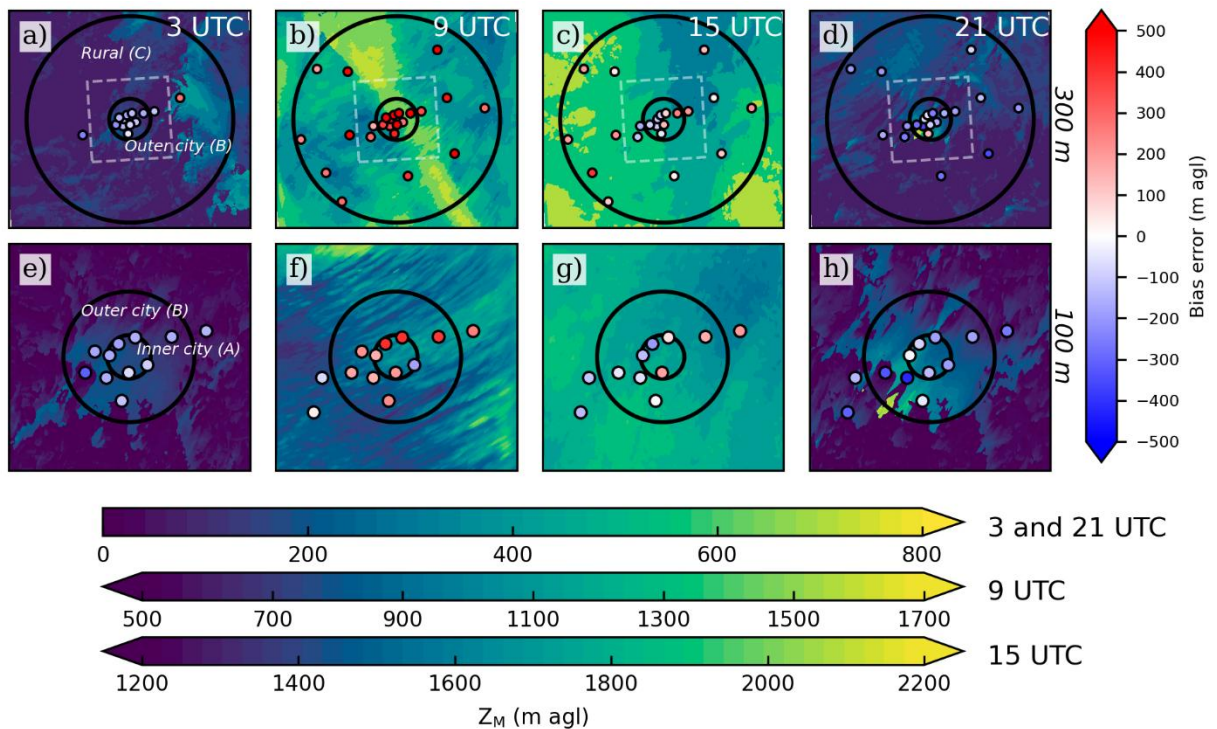 a) 3 UTC
Rural (C)
Outer city (B)
b) 9 UTC
c) 15 UTC
d) 21 UTC
300 m
e)
Outer city (B)
Inner city (A)
f)
g)
h)
100 m
500
400
300
200
100
0
−100
−200
−300
−400
−500
Bias error (m agl)
0 200 400 600 800
3 and 21 UTC
500 700 900 1100 1300 1500 1700
9 UTC
1200 1400 1600 1800 2000 2200
15 UTC
Z_M (m agl)